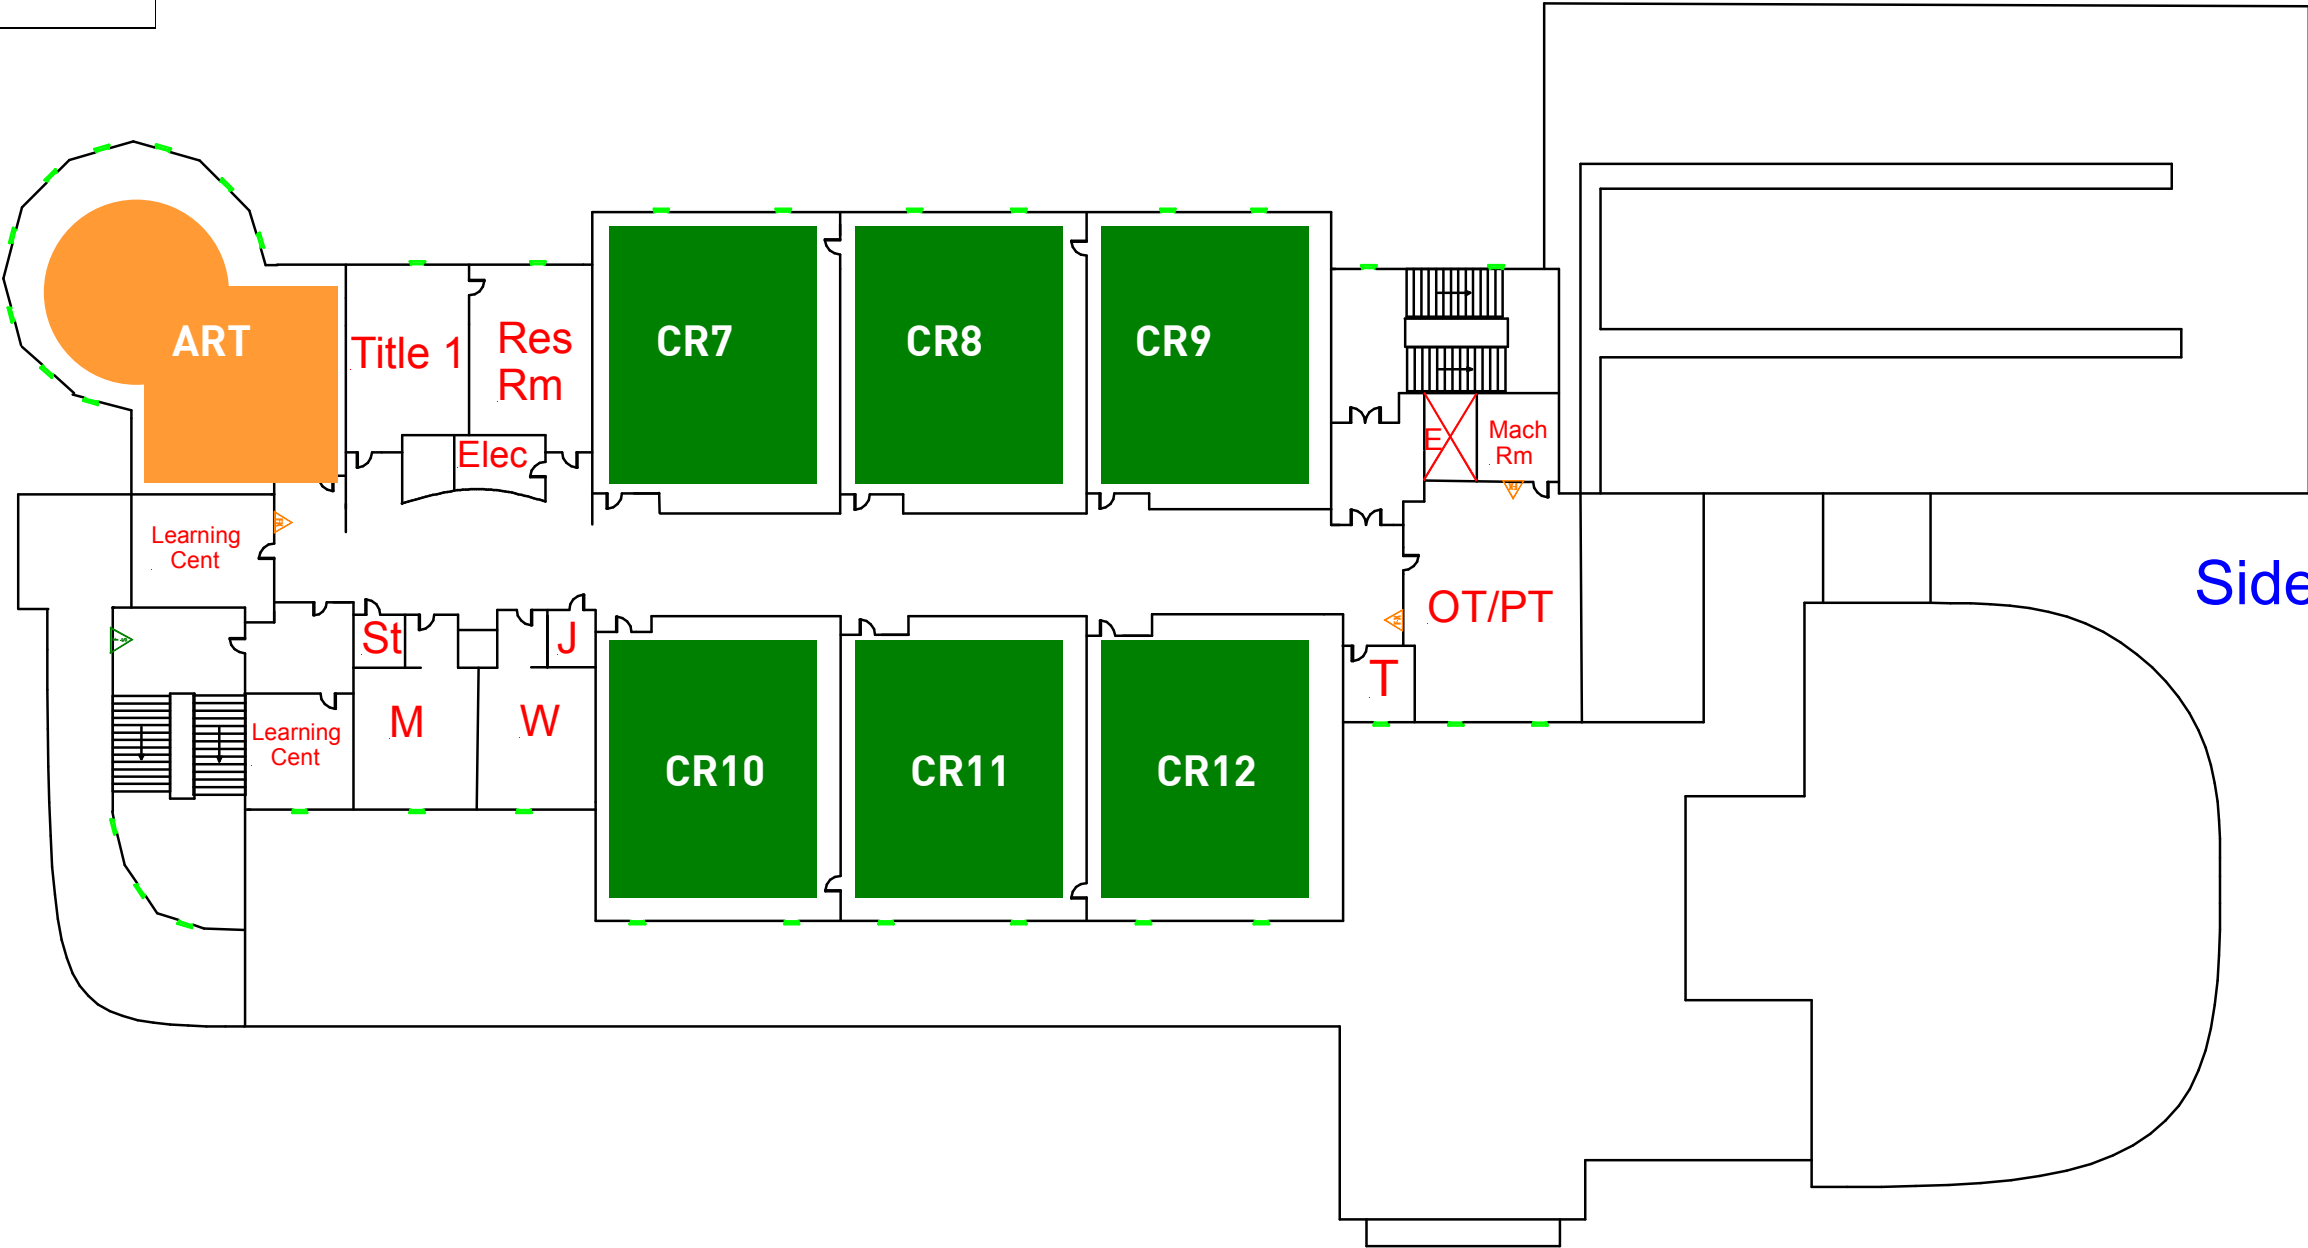 ART
Title 1
Res
Rm
CR7
CR8
CR9
Elec
E
Mach
Rm
Learning
Cent
Side
OT/PT
St
J
T
Learning
Cent
M
W
CR10
CR11
CR12